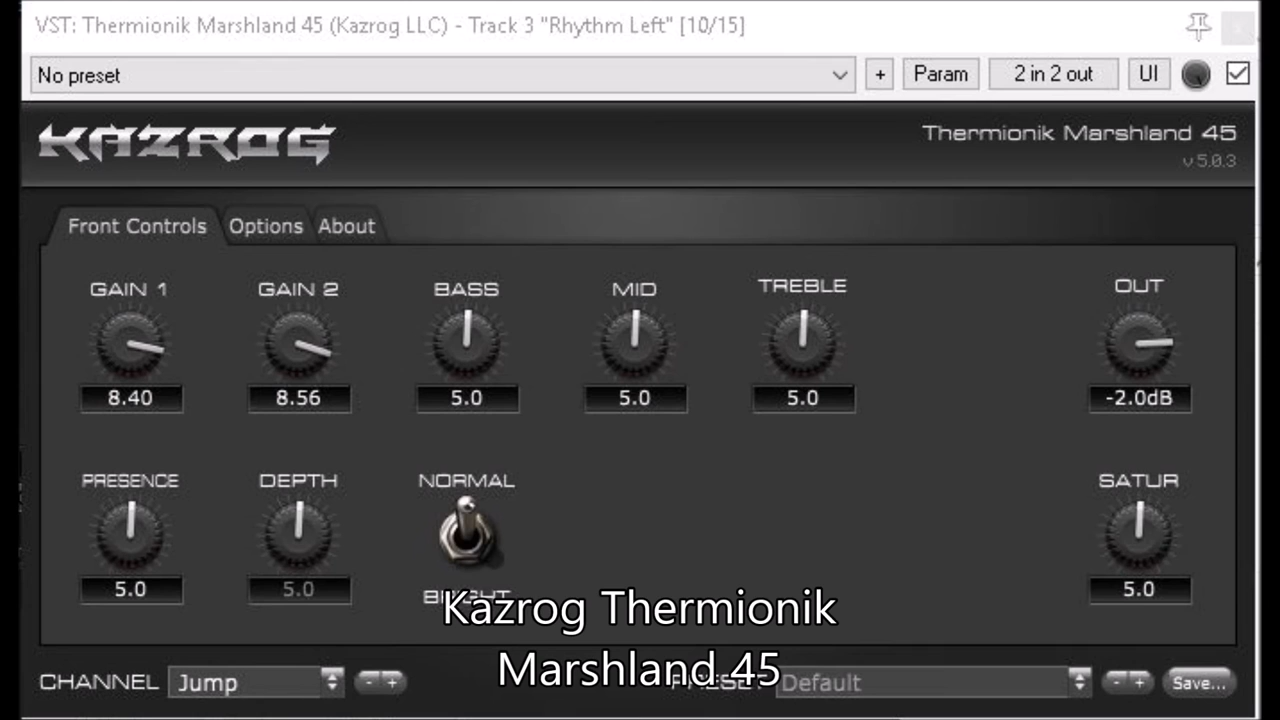 VST: Thermionik Marshland 45 (Kazrog LLC) - Track 3 "Rhythm Left" [10/15]
No preset + Param 2 in 2 out UI
KAZROG
Thermionik Marshland 45
v 5.0.3
Front Controls Options About
GAIN 1 GAIN 2 BASS MID TREBLE OUT
8.40 8.56 5.0 5.0 5.0 -2.0dB
PRESENCE DEPTH NORMAL SATUR
5.0 5.0 5.0
BRIGHT
Kazrog Thermionik
Marshland 45
CHANNEL Jump - + PRESET Default - + Save...